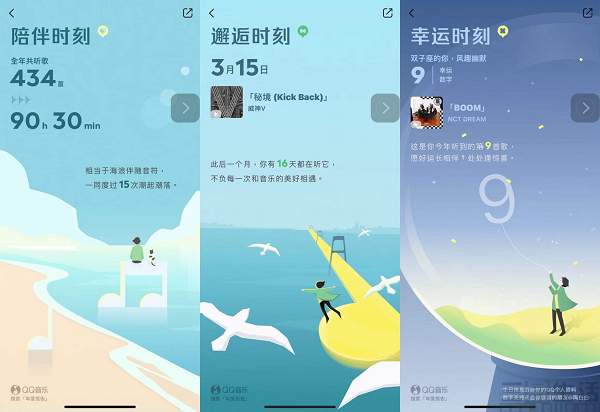 陪伴时刻
全年共听歌
434首
90h 30min
相当于海浪伴随音符，
一同度过15次潮起潮落。
QQ音乐
搜索「年度报告」
邂逅时刻
3月15日
「秘境 (Kick Back)」
威神V
此后一个月，你有16天都在听它，
不负每一次和音乐的美好相遇。
QQ音乐
搜索「年度报告」
幸运时刻
双子座的你，风趣幽默
9 幸运
数字
「BOOM」
NCT DREAM
这是你今年听到的第9首歌，
愿好运长相伴，处处逢惊喜。
9
QQ音乐
搜索「年度报告」